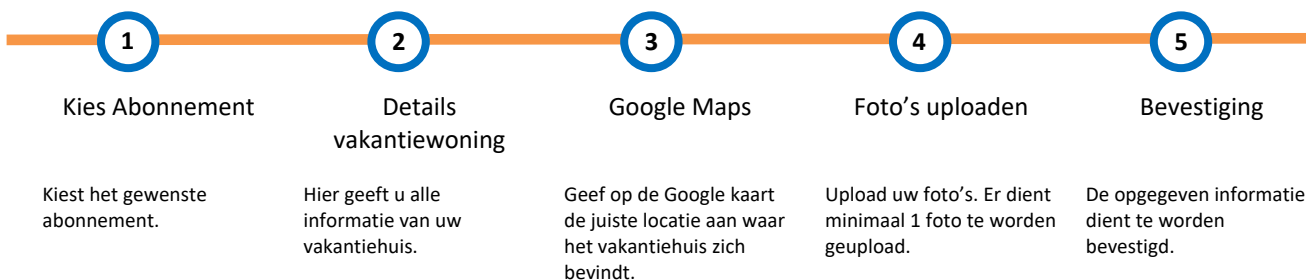 1
2
3
4
5
Kies Abonnement
Details
vakantiewoning
Google Maps
Foto's uploaden
Bevestiging
Kiest het gewenste
abonnement.
Hier geeft u alle
informatie van uw
vakantiehuis.
Geef op de Google kaart
de juiste locatie aan waar
het vakantiehuis zich
bevindt.
Upload uw foto's. Er dient
minimaal 1 foto te worden
geupload.
De opgegeven informatie
dient te worden
bevestigd.